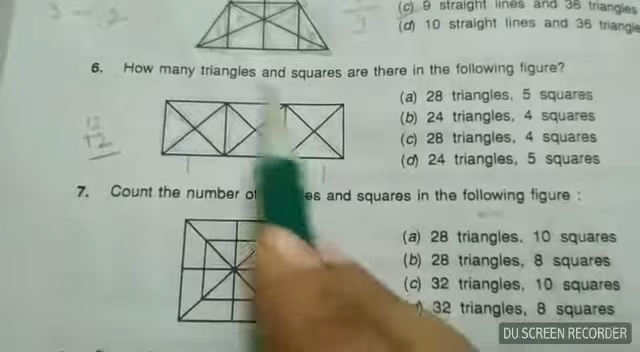 (c) 9 straight lines and 36 triangles
(d) 10 straight lines and 36 triangle
6. How many triangles and squares are there in the following figure?
(a) 28 triangles, 5 squares
(b) 24 triangles, 4 squares
(c) 28 triangles, 4 squares
(d) 24 triangles, 5 squares
7. Count the number o es and squares in the following figure :
(a) 28 triangles. 10 squares
(b) 28 triangles, 8 squares
(c) 32 triangles, 10 squares
) 32 triangles, 8 squares
DU SCREEN RECORDER